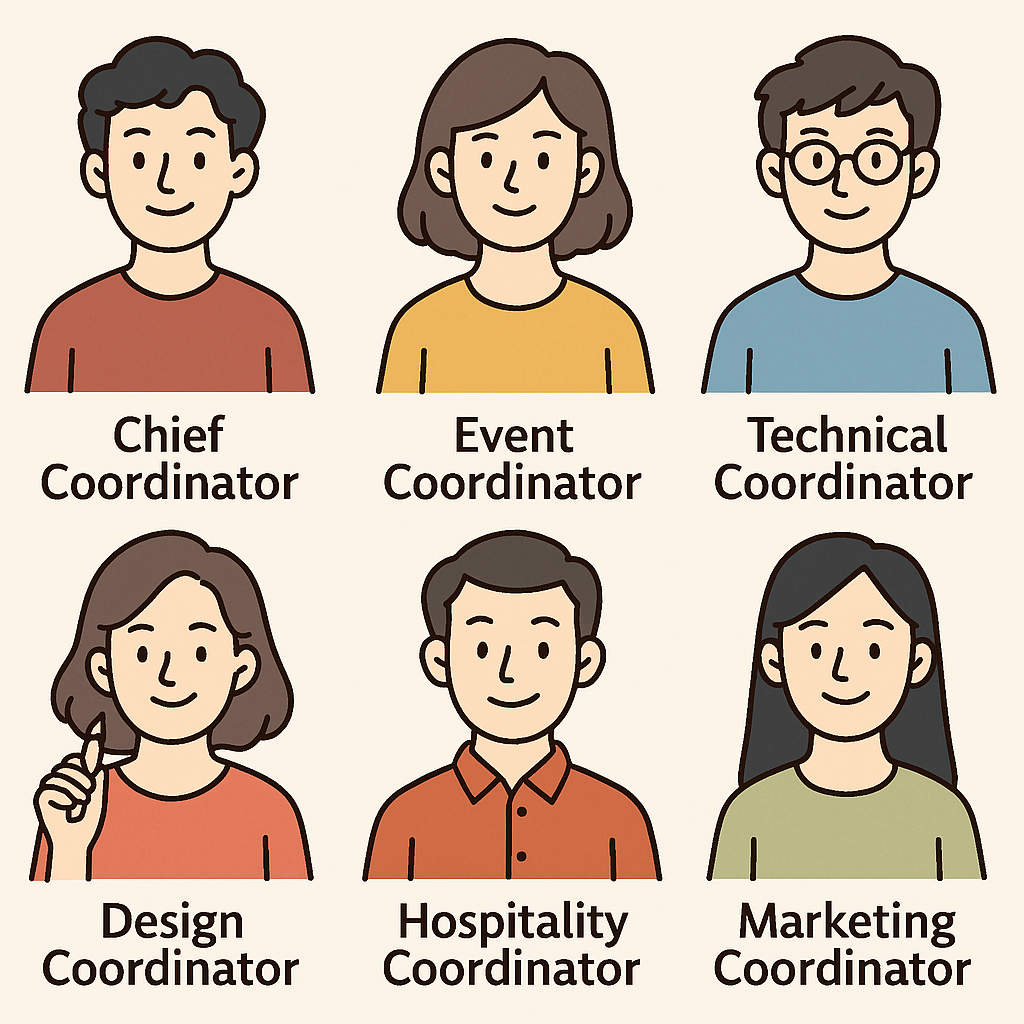 Chief
Coordinator
Event
Coordinator
Technical
Coordinator
Design
Coordinator
Hospitality
Coordinator
Marketing
Coordinator